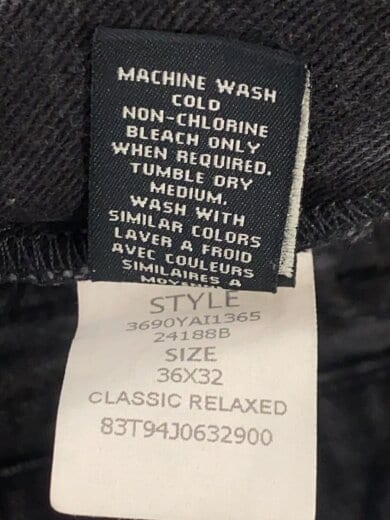 MACHINE WASH
COLD
NON-CHLORINE
BLEACH ONLY
WHEN REQUIRED.
TUMBLE DRY
MEDIUM.
WASH WITH
SIMILAR COLORS
LAVER A FROID
AVEC COULEURS
SIMILAIRES A
STYLE
3690YAI1365
24188B
SIZE
36X32
CLASSIC RELAXED
83T94J0632900